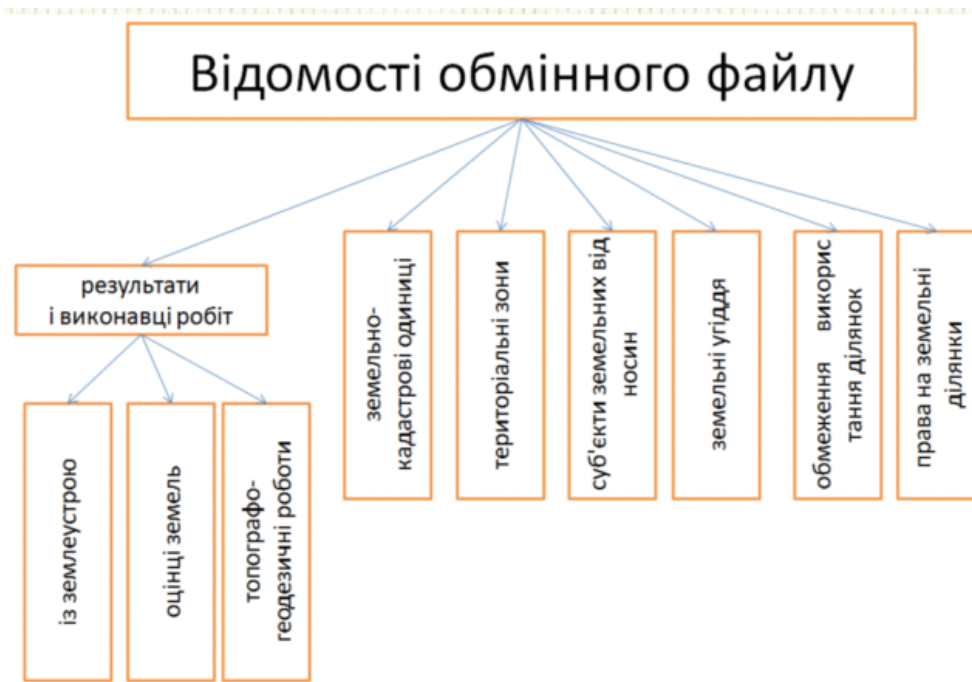 Відомості обмінного файлу
результати
і виконавці робіт
із землеустрою
оцінці земель
топографо-
геодезичні роботи
земельно-
кадастрові одиниці
територіальні зони
суб'єкти земельних від
носин
земельні угіддя
обмеження викорис
тання ділянок
права на земельні
ділянки